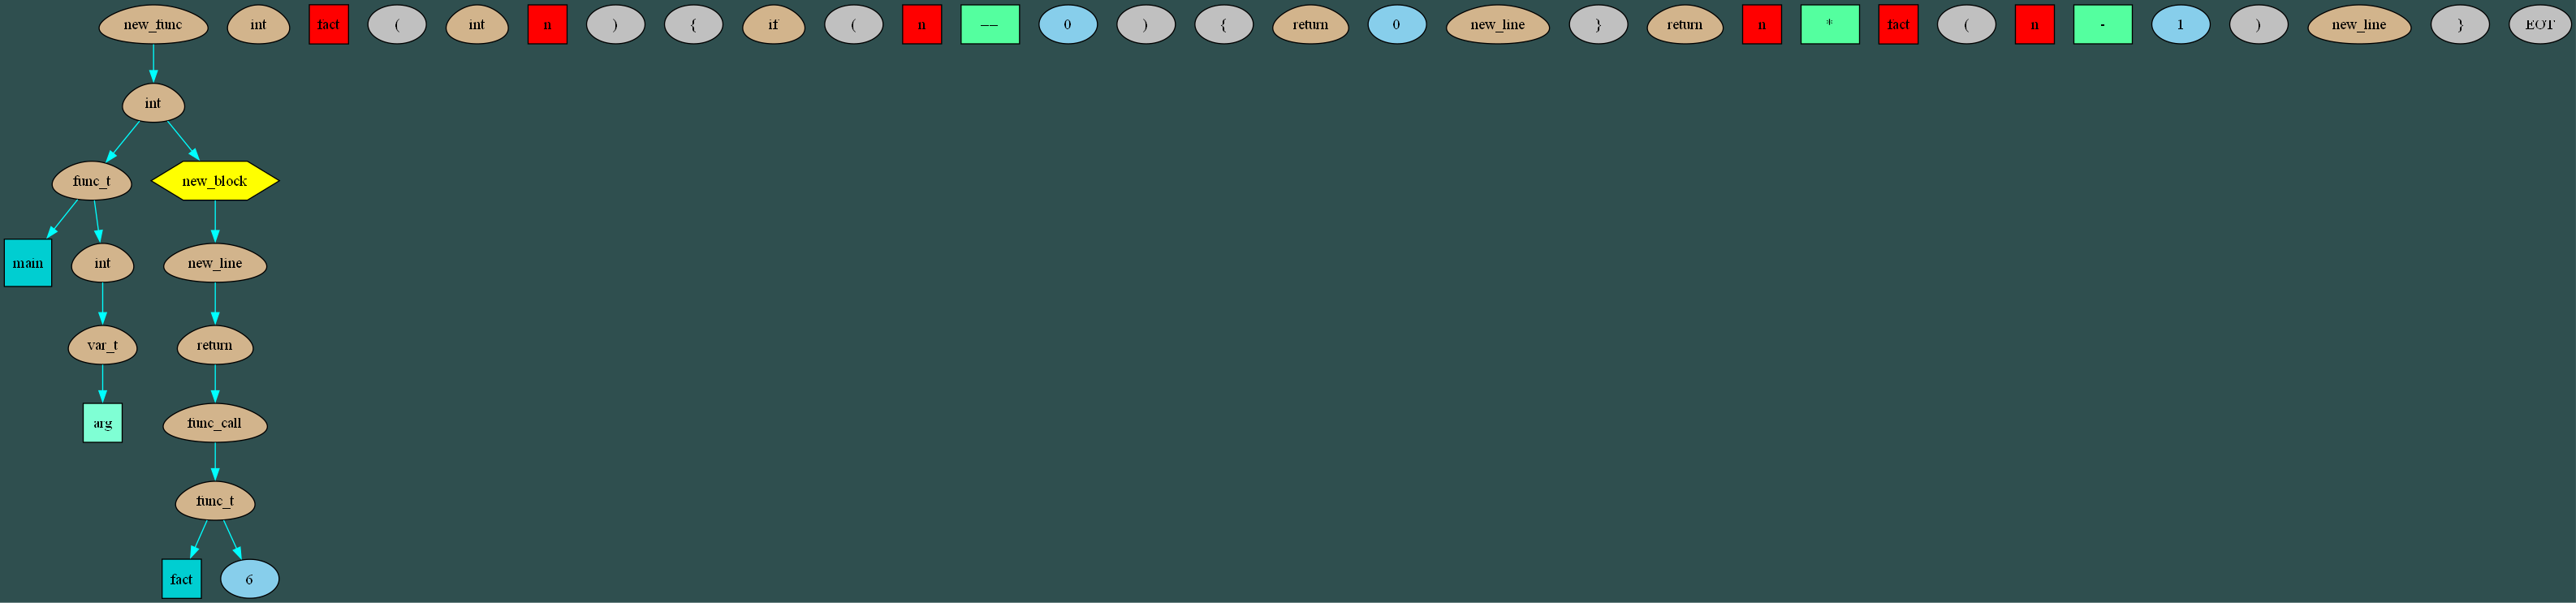 new_func int fact ( int n ) { if ( n == 0 ) { return 0 new_line } return n * fact ( n - 1 ) new_line } EOT
int
func_t new_block
main int new_line
var_t return
arg func_call
func_t
fact 6